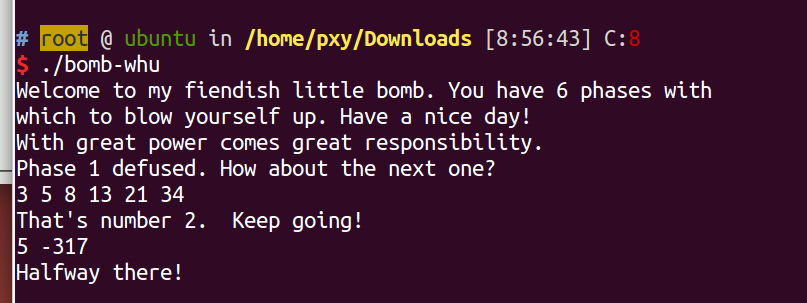 # root @ ubuntu in /home/pxy/Downloads [8:56:43] C:8
$ ./bomb-whu
Welcome to my fiendish little bomb. You have 6 phases with
which to blow yourself up. Have a nice day!
With great power comes great responsibility.
Phase 1 defused. How about the next one?
3 5 8 13 21 34
That's number 2.  Keep going!
5 -317
Halfway there!